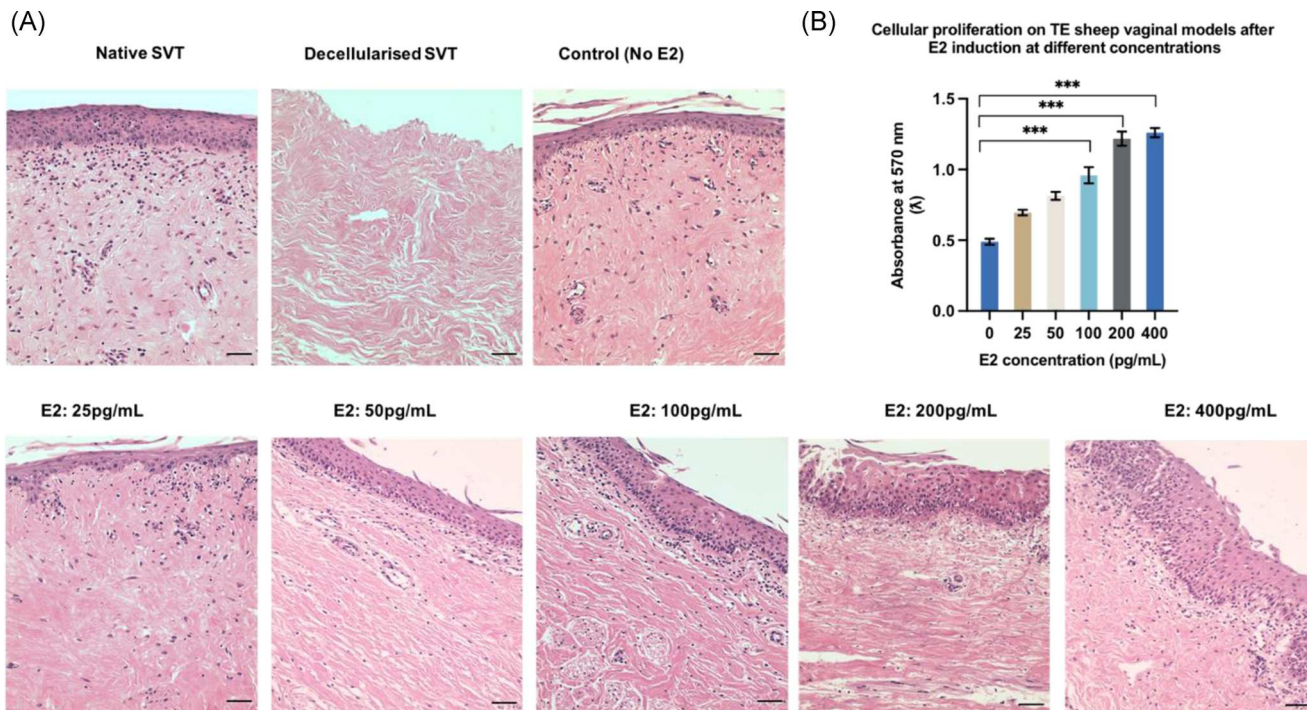 (A)
Native SVT
Decellularised SVT
Control (No E2)
(B)
Cellular proliferation on TE sheep vaginal models after
E2 induction at different concentrations
***
***
***
1.5
1.0
0.5
0.0
Absorbance at 570 nm
(ƛ)
0 25 50 100 200 400
E2 concentration (pg/mL)
E2: 25pg/mL
E2: 50pg/mL
E2: 100pg/mL
E2: 200pg/mL
E2: 400pg/mL